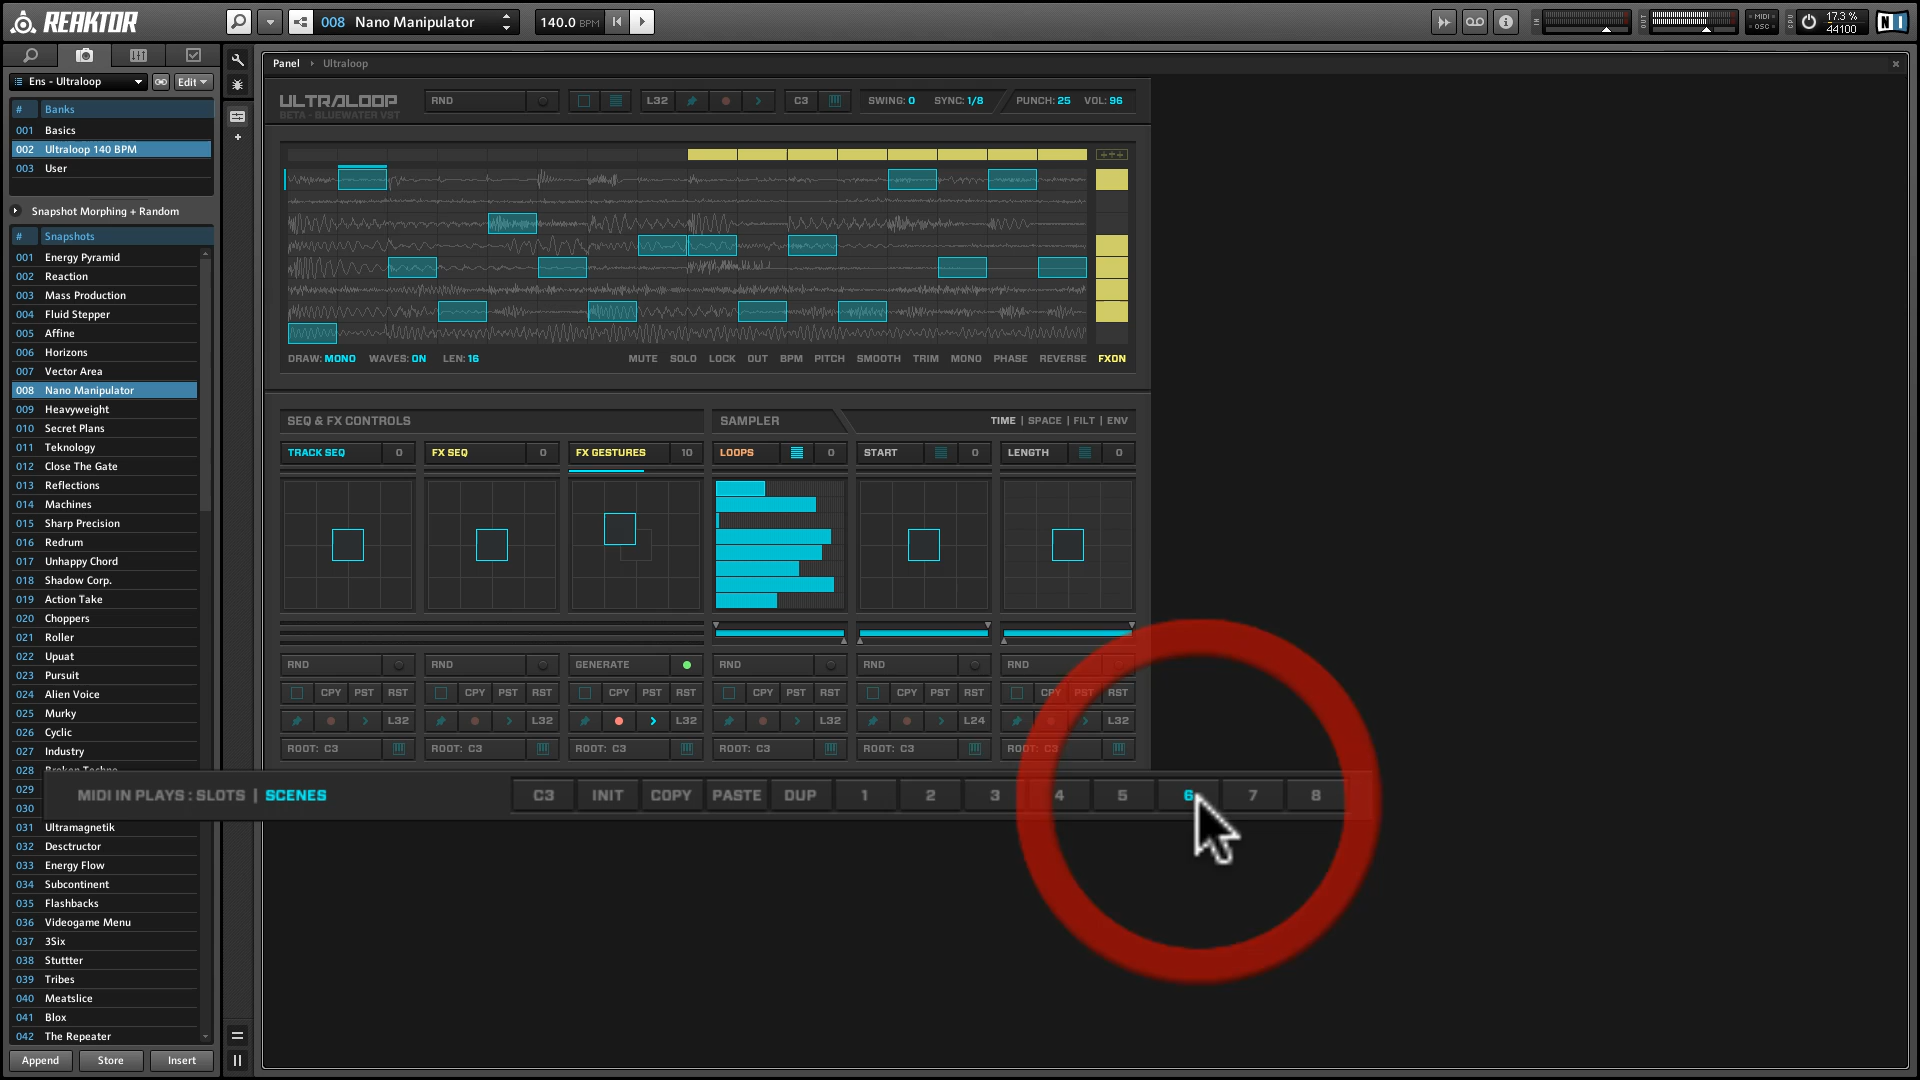 REAKTOR
008 Nano Manipulator
140.0 BPM
IN
OUT
MIDI
OSC
CPU
17.3 %
44100
Ens - Ultraloop
Edit
# Banks
001 Basics
002 Ultraloop 140 BPM
003 User
Snapshot Morphing + Random
# Snapshots
001 Energy Pyramid
002 Reaction
003 Mass Production
004 Fluid Stepper
005 Affine
006 Horizons
007 Vector Area
008 Nano Manipulator
009 Heavyweight
010 Secret Plans
011 Teknology
012 Close The Gate
013 Reflections
014 Machines
015 Sharp Precision
016 Redrum
017 Unhappy Chord
018 Shadow Corp.
019 Action Take
020 Choppers
021 Roller
022 Upuat
023 Pursuit
024 Alien Voice
025 Murky
026 Cyclic
027 Industry
028 Broken Techno
029
030
031 Ultramagnetik
032 Desctructor
033 Energy Flow
034 Subcontinent
035 Flashbacks
036 Videogame Menu
037 3Six
038 Stuttter
039 Tribes
040 Meatslice
041 Blox
042 The Repeater
Append Store Insert
Panel Ultraloop
ULTRALOOP
BETA - BLUEWATER VST
RND L32 C3 SWING: 0 SYNC: 1/8 PUNCH: 25 VOL: 96
DRAW: MONO WAVES: ON LEN: 16 MUTE SOLO LOCK OUT BPM PITCH SMOOTH TRIM MONO PHASE REVERSE FXON
SEQ & FX CONTROLS SAMPLER TIME | SPACE | FILT | ENV
TRACK SEQ 0 FX SEQ 0 FX GESTURES 10 LOOPS 0 START 0 LENGTH 0
RND RND GENERATE RND RND RND
CPY PST RST CPY PST RST CPY PST RST CPY PST RST CPY PST RST CPY PST RST
L32 L32 L32 L32 L24 L32
ROOT: C3 ROOT: C3 ROOT: C3 ROOT: C3 ROOT: C3 ROOT: C3
MIDI IN PLAYS : SLOTS | SCENES C3 INIT COPY PASTE DUP 1 2 3 4 5 6 7 8